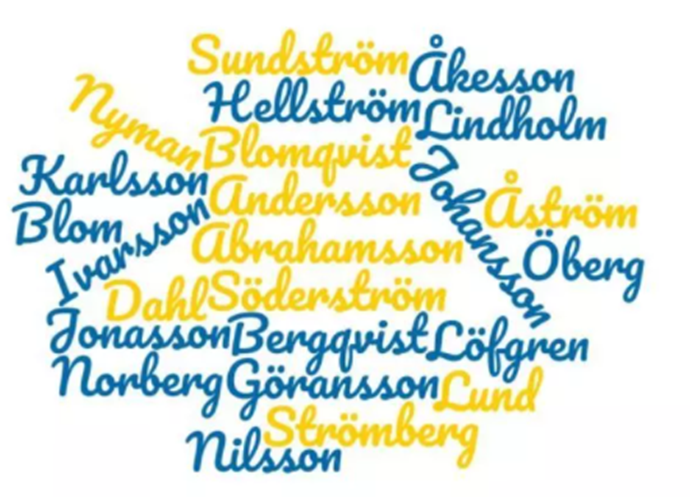 Sundström
Åkesson
Hellström
Lindholm
Nyman
Blomqvist
Karlsson
Andersson
Johansson
Åström
Blom
Ivarsson
Abrahamsson
Öberg
Dahl
Söderström
Jonasson
Bergqvist
Löfgren
Norberg
Göransson
Lund
Strömberg
Nilsson